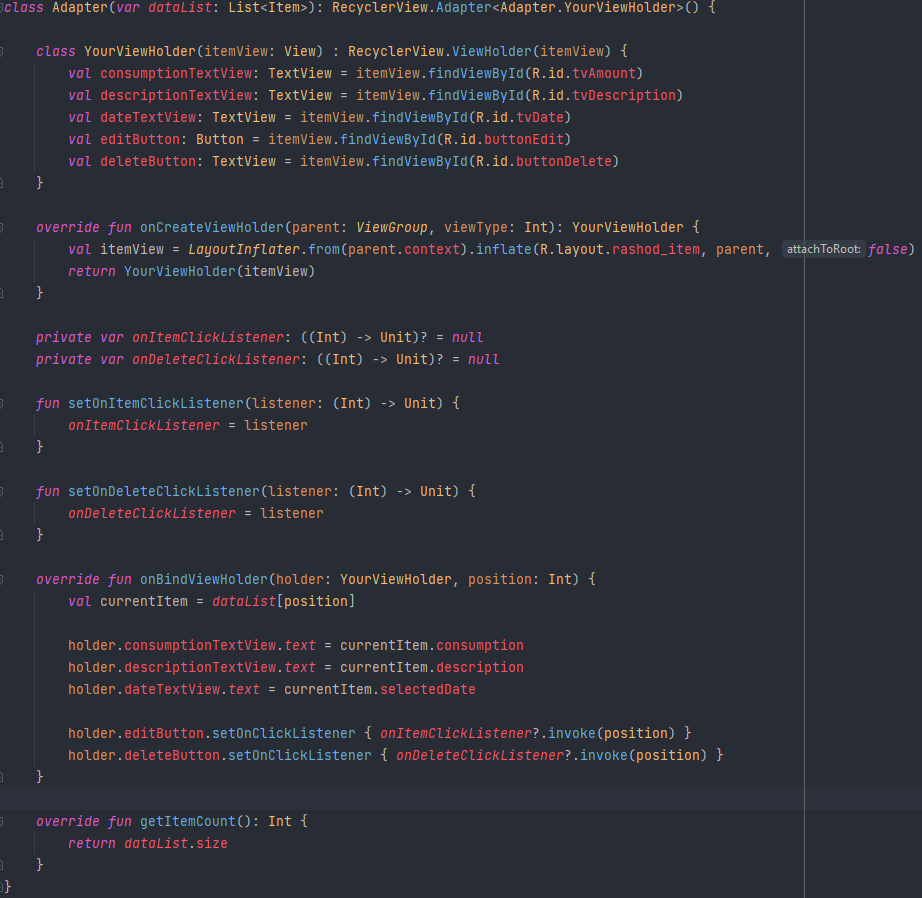 class Adapter(var dataList: List<Item>): RecyclerView.Adapter<Adapter.YourViewHolder>() {
class YourViewHolder(itemView: View) : RecyclerView.ViewHolder(itemView) {
val consumptionTextView: TextView = itemView.findViewById(R.id.tvAmount)
val descriptionTextView: TextView = itemView.findViewById(R.id.tvDescription)
val dateTextView: TextView = itemView.findViewById(R.id.tvDate)
val editButton: Button = itemView.findViewById(R.id.buttonEdit)
val deleteButton: TextView = itemView.findViewById(R.id.buttonDelete)
}
override fun onCreateViewHolder(parent: ViewGroup, viewType: Int): YourViewHolder {
val itemView = LayoutInflater.from(parent.context).inflate(R.layout.rashod_item, parent, attachToRoot: false)
return YourViewHolder(itemView)
}
private var onItemClickListener: ((Int) -> Unit)? = null
private var onDeleteClickListener: ((Int) -> Unit)? = null
fun setOnItemClickListener(listener: (Int) -> Unit) {
onItemClickListener = listener
}
fun setOnDeleteClickListener(listener: (Int) -> Unit) {
onDeleteClickListener = listener
}
override fun onBindViewHolder(holder: YourViewHolder, position: Int) {
val currentItem = dataList[position]
holder.consumptionTextView.text = currentItem.consumption
holder.descriptionTextView.text = currentItem.description
holder.dateTextView.text = currentItem.selectedDate
holder.editButton.setOnClickListener { onItemClickListener?.invoke(position) }
holder.deleteButton.setOnClickListener { onDeleteClickListener?.invoke(position) }
}
override fun getItemCount(): Int {
return dataList.size
}
}